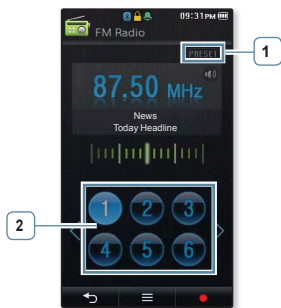 09:31PM
FM Radio
PRESET
1
87.50 MHz
News
Today Headline
2
1 2 3
4 5 6